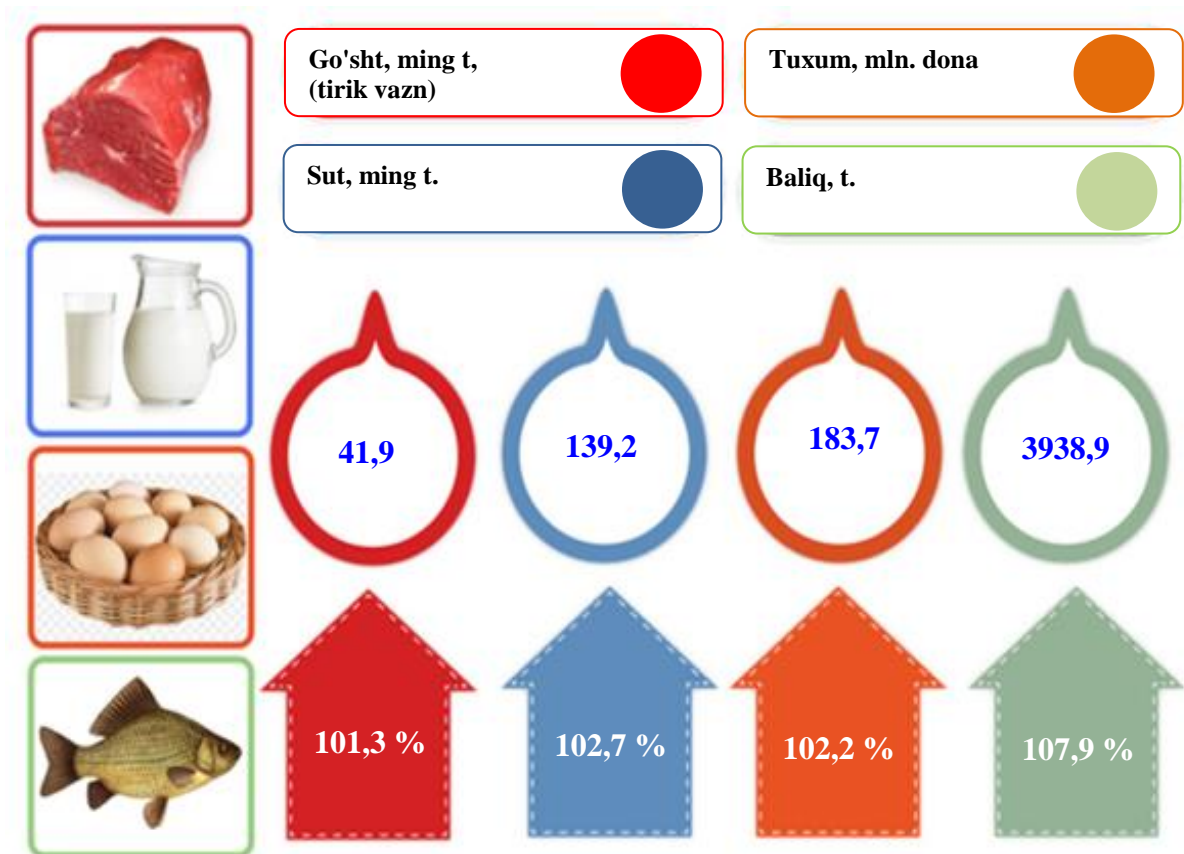 Go'sht, ming t,
(tirik vazn)
Tuxum, mln. dona
Sut, ming t.
Baliq, t.
41,9
139,2
183,7
3938,9
101,3 %
102,7 %
102,2 %
107,9 %